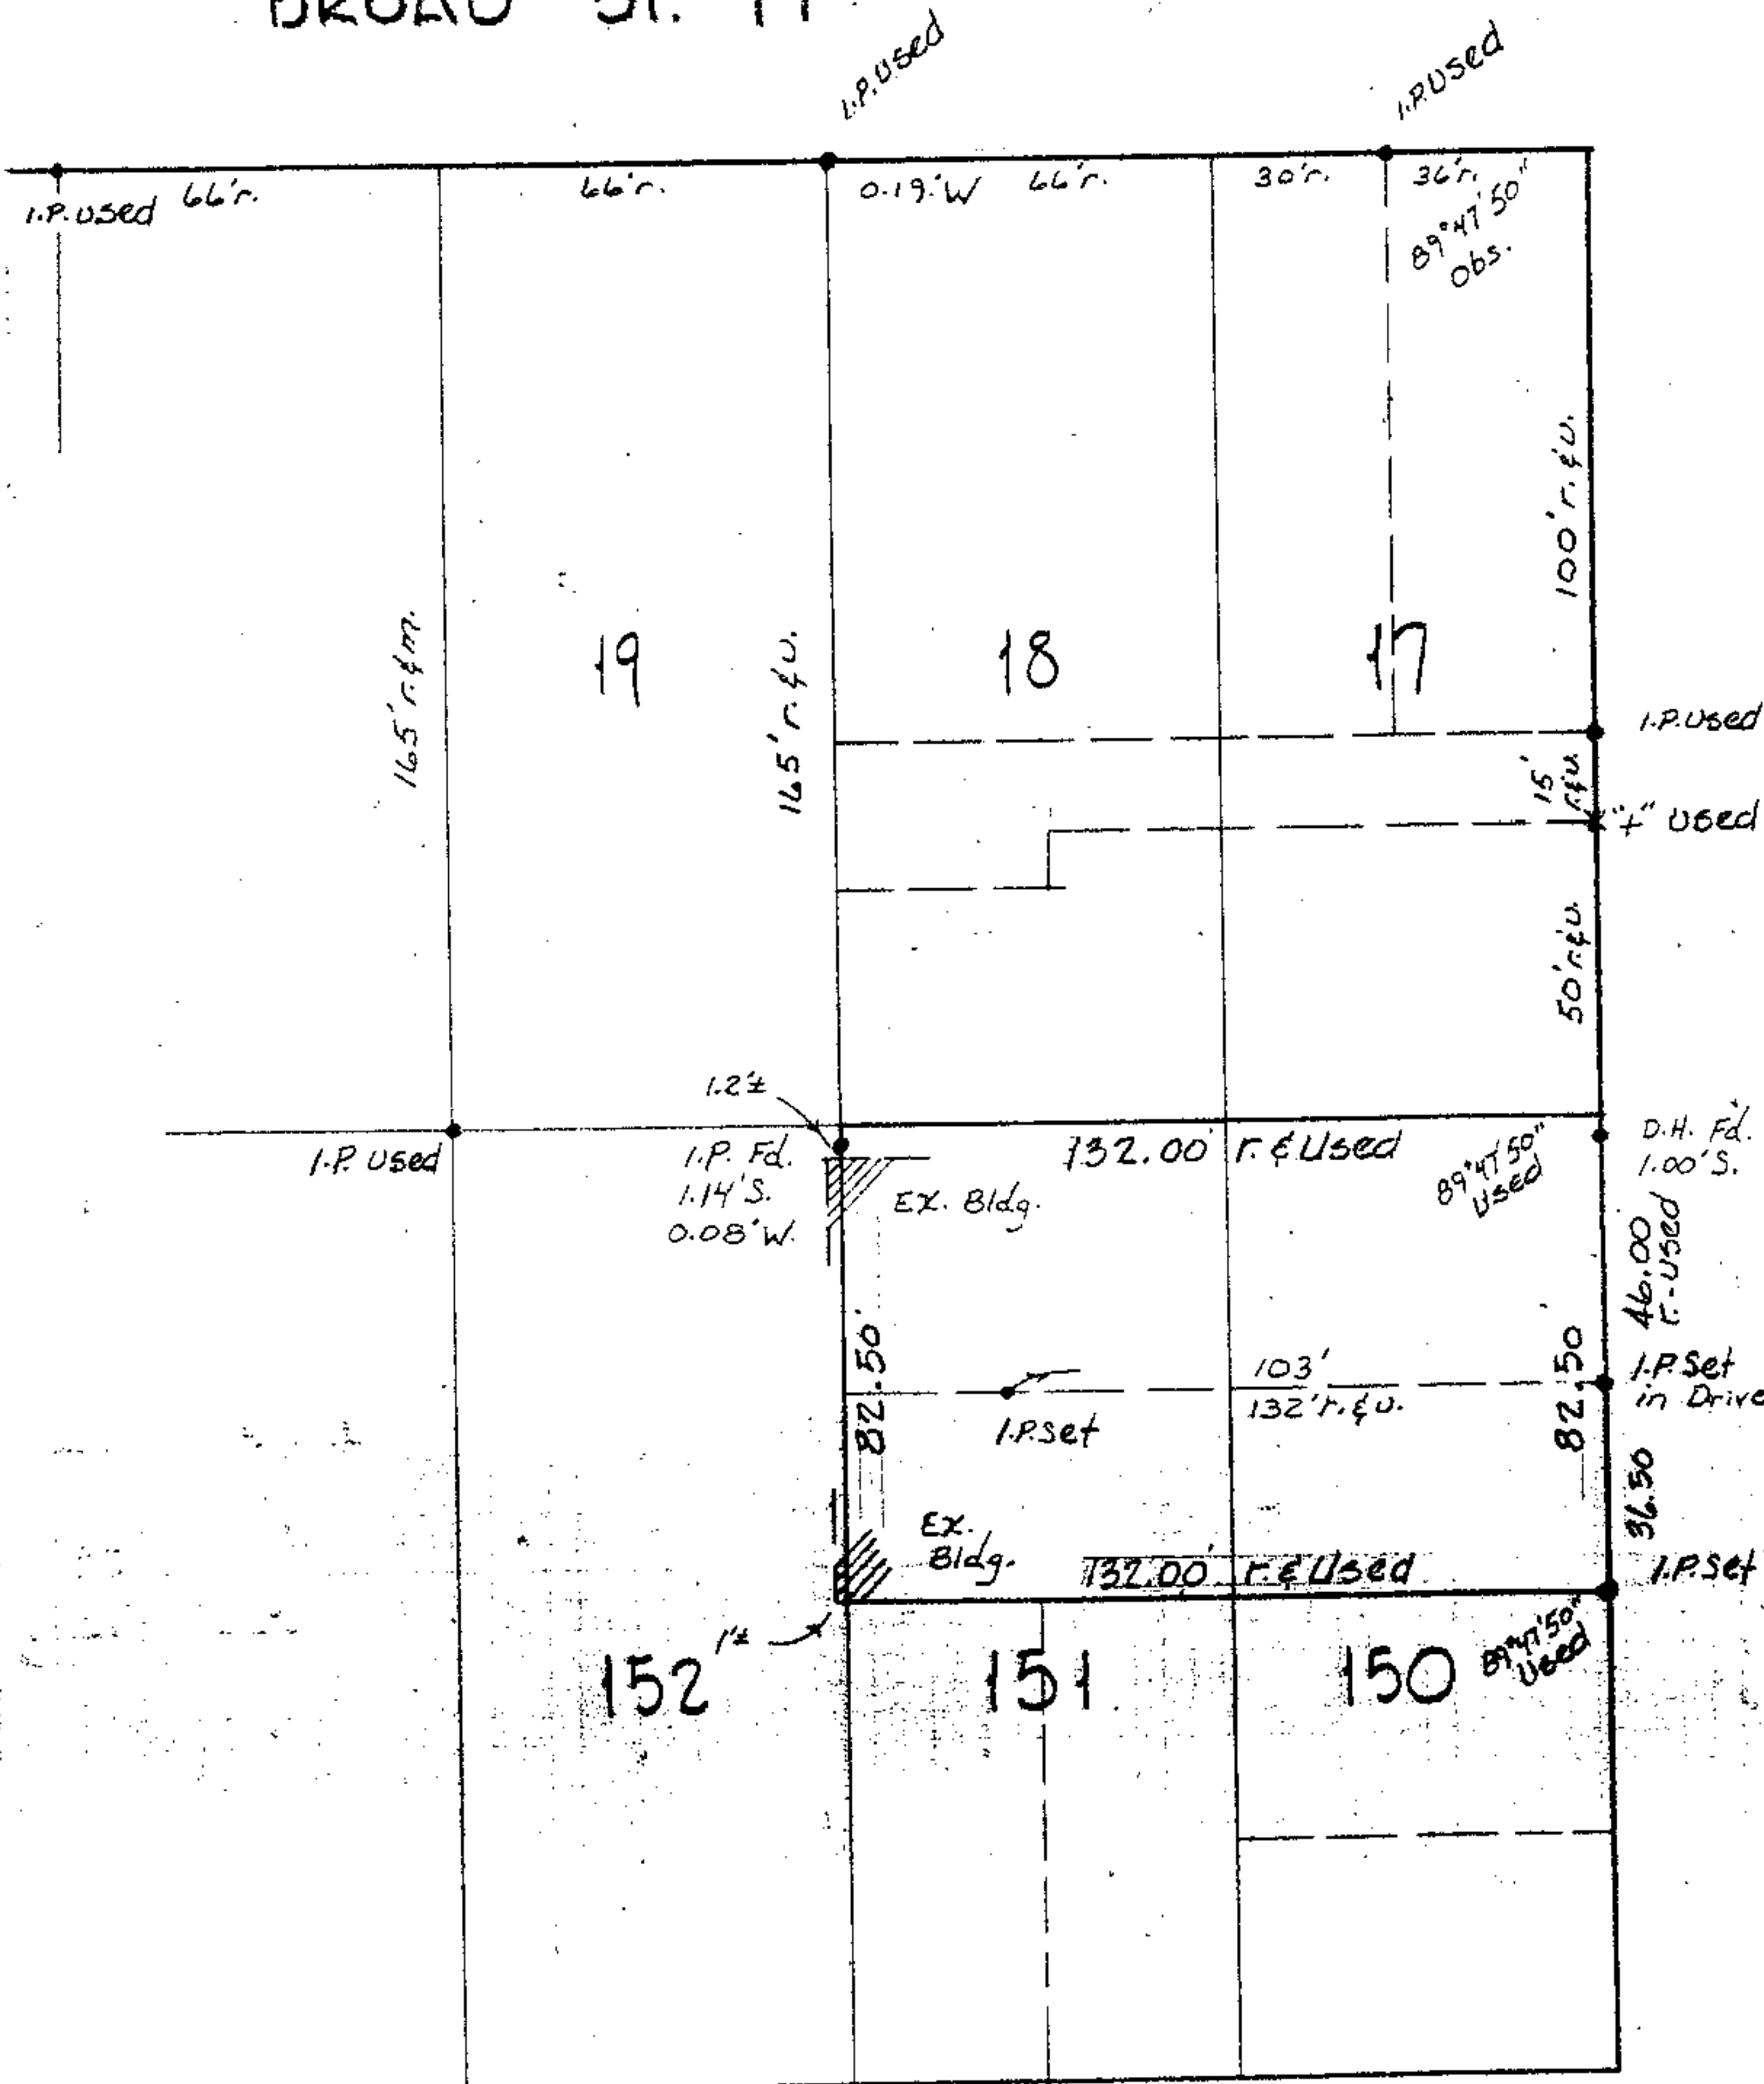 BROAD ST.
I.P. used
I.P. used
I.P. used
66' r.
66' r.
0.19' W
66' r.
30' r.
36' r.
89°47'50"
Obs.
165' r.&m.
19
165' r.&u.
18
17
100' r.&u.
I.P. used
15'
r&u.
"+" used
50' r&u.
1.2'±
I.P. used
I.P. Fd.
1.14' S.
0.08' W.
Ex. Bldg.
132.00' r. & Used
89°47'50"
Used
D.H. Fd.
1.00' S.
46.00
r.-used
82.50'
82.50
I.P. set
103'
132' r.&u.
I.P. Set
in Drive
36.50
Ex.
Bldg.
132.00' r. & Used
I.P. Set
1'±
152
151
150
89°47'50"
Used